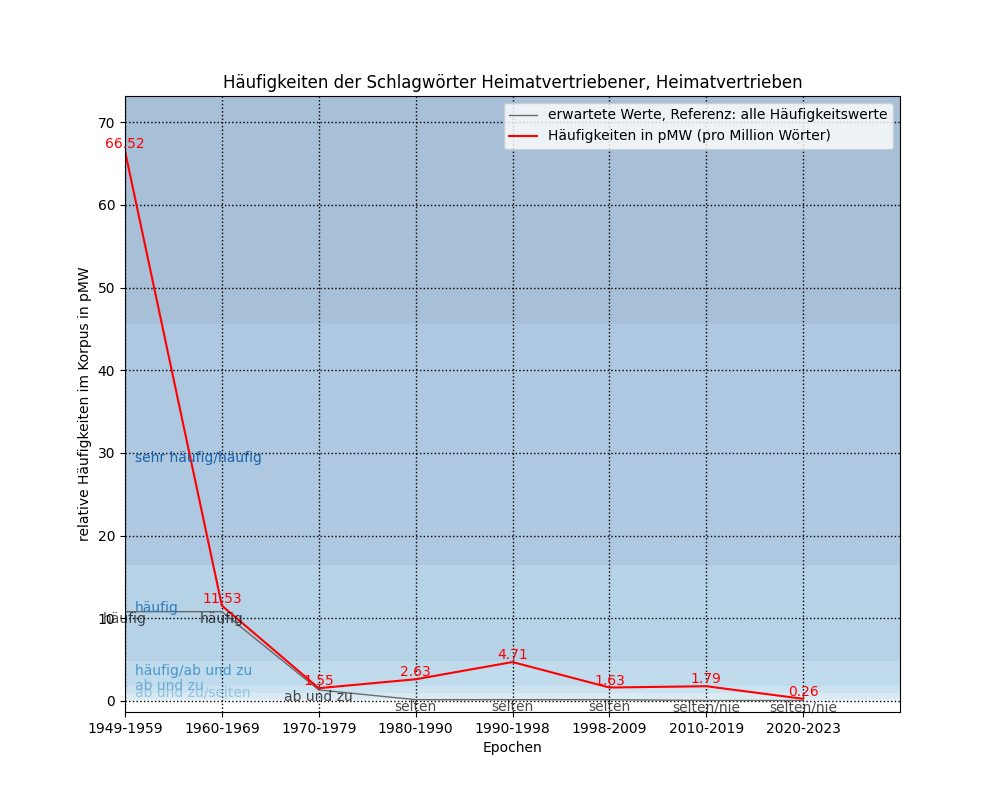 Häufigkeiten der Schlagwörter Heimatvertriebener, Heimatvertrieben
erwartete Werte, Referenz: alle Häufigkeitswerte
Häufigkeiten in pMW (pro Million Wörter)
relative Häufigkeiten im Korpus in pMW
70
60
50
40
30
20
10
0
66.52
11.53
1.55
2.63
4.71
1.63
1.79
0.26
sehr häufig/häufig
häufig
häufig/ab und zu
ab und zu
ab und zu/selten
häufig
häufig
ab und zu
selten
selten
selten
selten/nie
selten/nie
1949-1959
1960-1969
1970-1979
1980-1990
1990-1998
1998-2009
2010-2019
2020-2023
Epochen